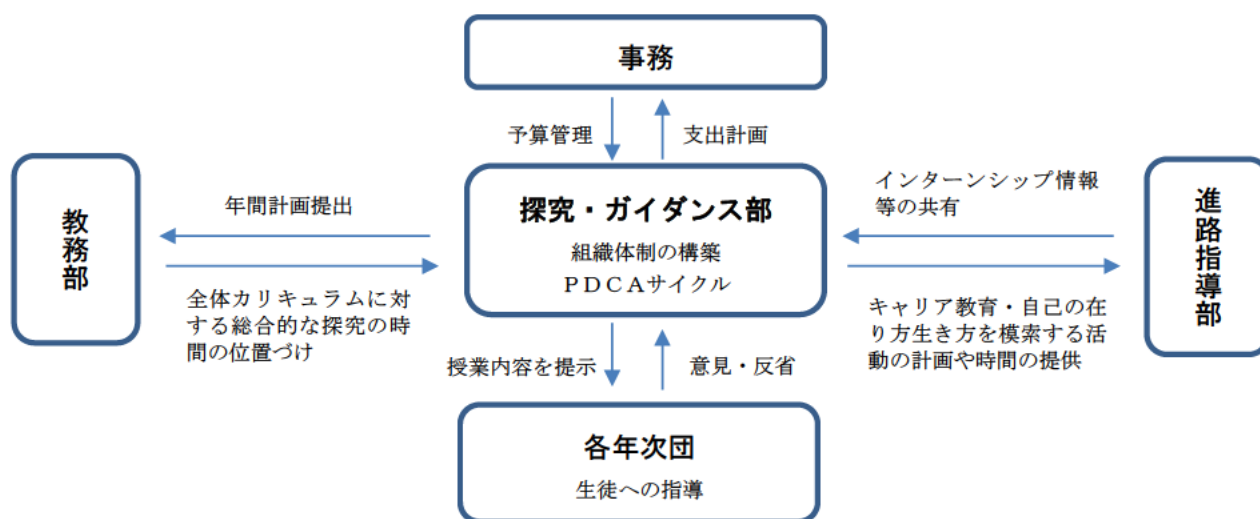 事務
予算管理
支出計画
教務部
年間計画提出
全体カリキュラムに対
する総合的な探究の時
間の位置づけ
探究・ガイダンス部
組織体制の構築
ＰＤＣＡサイクル
インターンシップ情報
等の共有
キャリア教育・自己の在
り方生き方を模索する活
動の計画や時間の提供
進路指導部
授業内容を提示
意見・反省
各年次団
生徒への指導